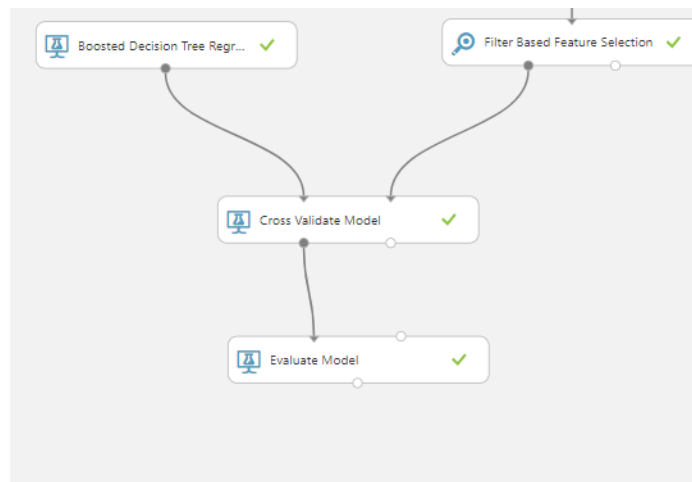 Boosted Decision Tree Regr...
Filter Based Feature Selection
Cross Validate Model
Evaluate Model